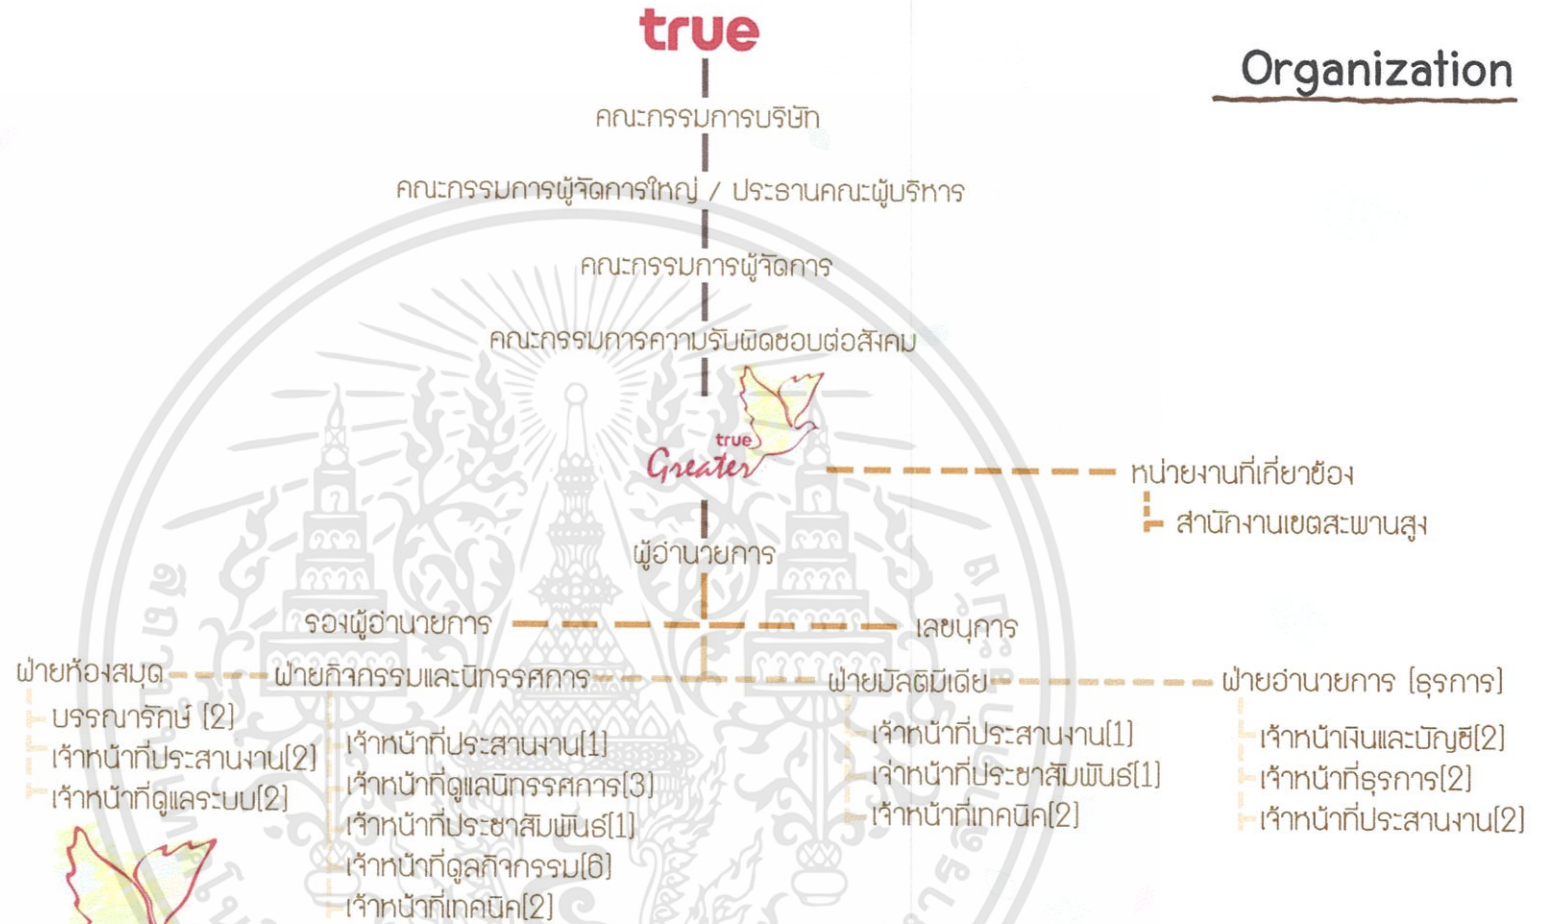 true
Organization
คณะกรรมการบริษัท
คณะกรรมการผู้จัดการใหญ่ / ประธานคณะผู้บริหาร
คณะกรรมการผู้จัดการ
คณะกรรมการความรับผิดชอบต่อสังคม
true
Greater
หน่ายงานที่เกี่ยวข้อง
สำนักงานเขตสะพานสูง
ผู้อำนวยการ
รองผู้อำนวยการ
เลขนุการ
ฝ่ายห้องสมุด
บรรณารักษ์ [2]
เจ้าหน้าที่ประสานงาน[2]
เจ้าหน้าที่ดูแลระบบ[2]
ฝ่ายกิจกรรมและนิทรรศการ
เจ้าหน้าที่ประสานงาน[1]
เจ้าหน้าที่ดูแลนิทรรศการ[3]
เจ้าหน้าที่ประชาสัมพันธ์[1]
เจ้าหน้าที่ดูลกิจกรรม[6]
เจ้าหน้าที่เทคนิค[2]
ฝ่ายมัลติมีเดีย
เจ้าหน้าที่ประสานงาน[1]
เจ่าหน้าที่ประชาสัมพันธ์[1]
เจ้าหน้าที่เทคนิค[2]
ฝ่ายอำนายการ [ธุรการ]
เจ้าหน้าเงินและบัญชี[2]
เจ้าหน้าที่ธุรการ[2]
เจ้าหน้าที่ประสานงาน[2]